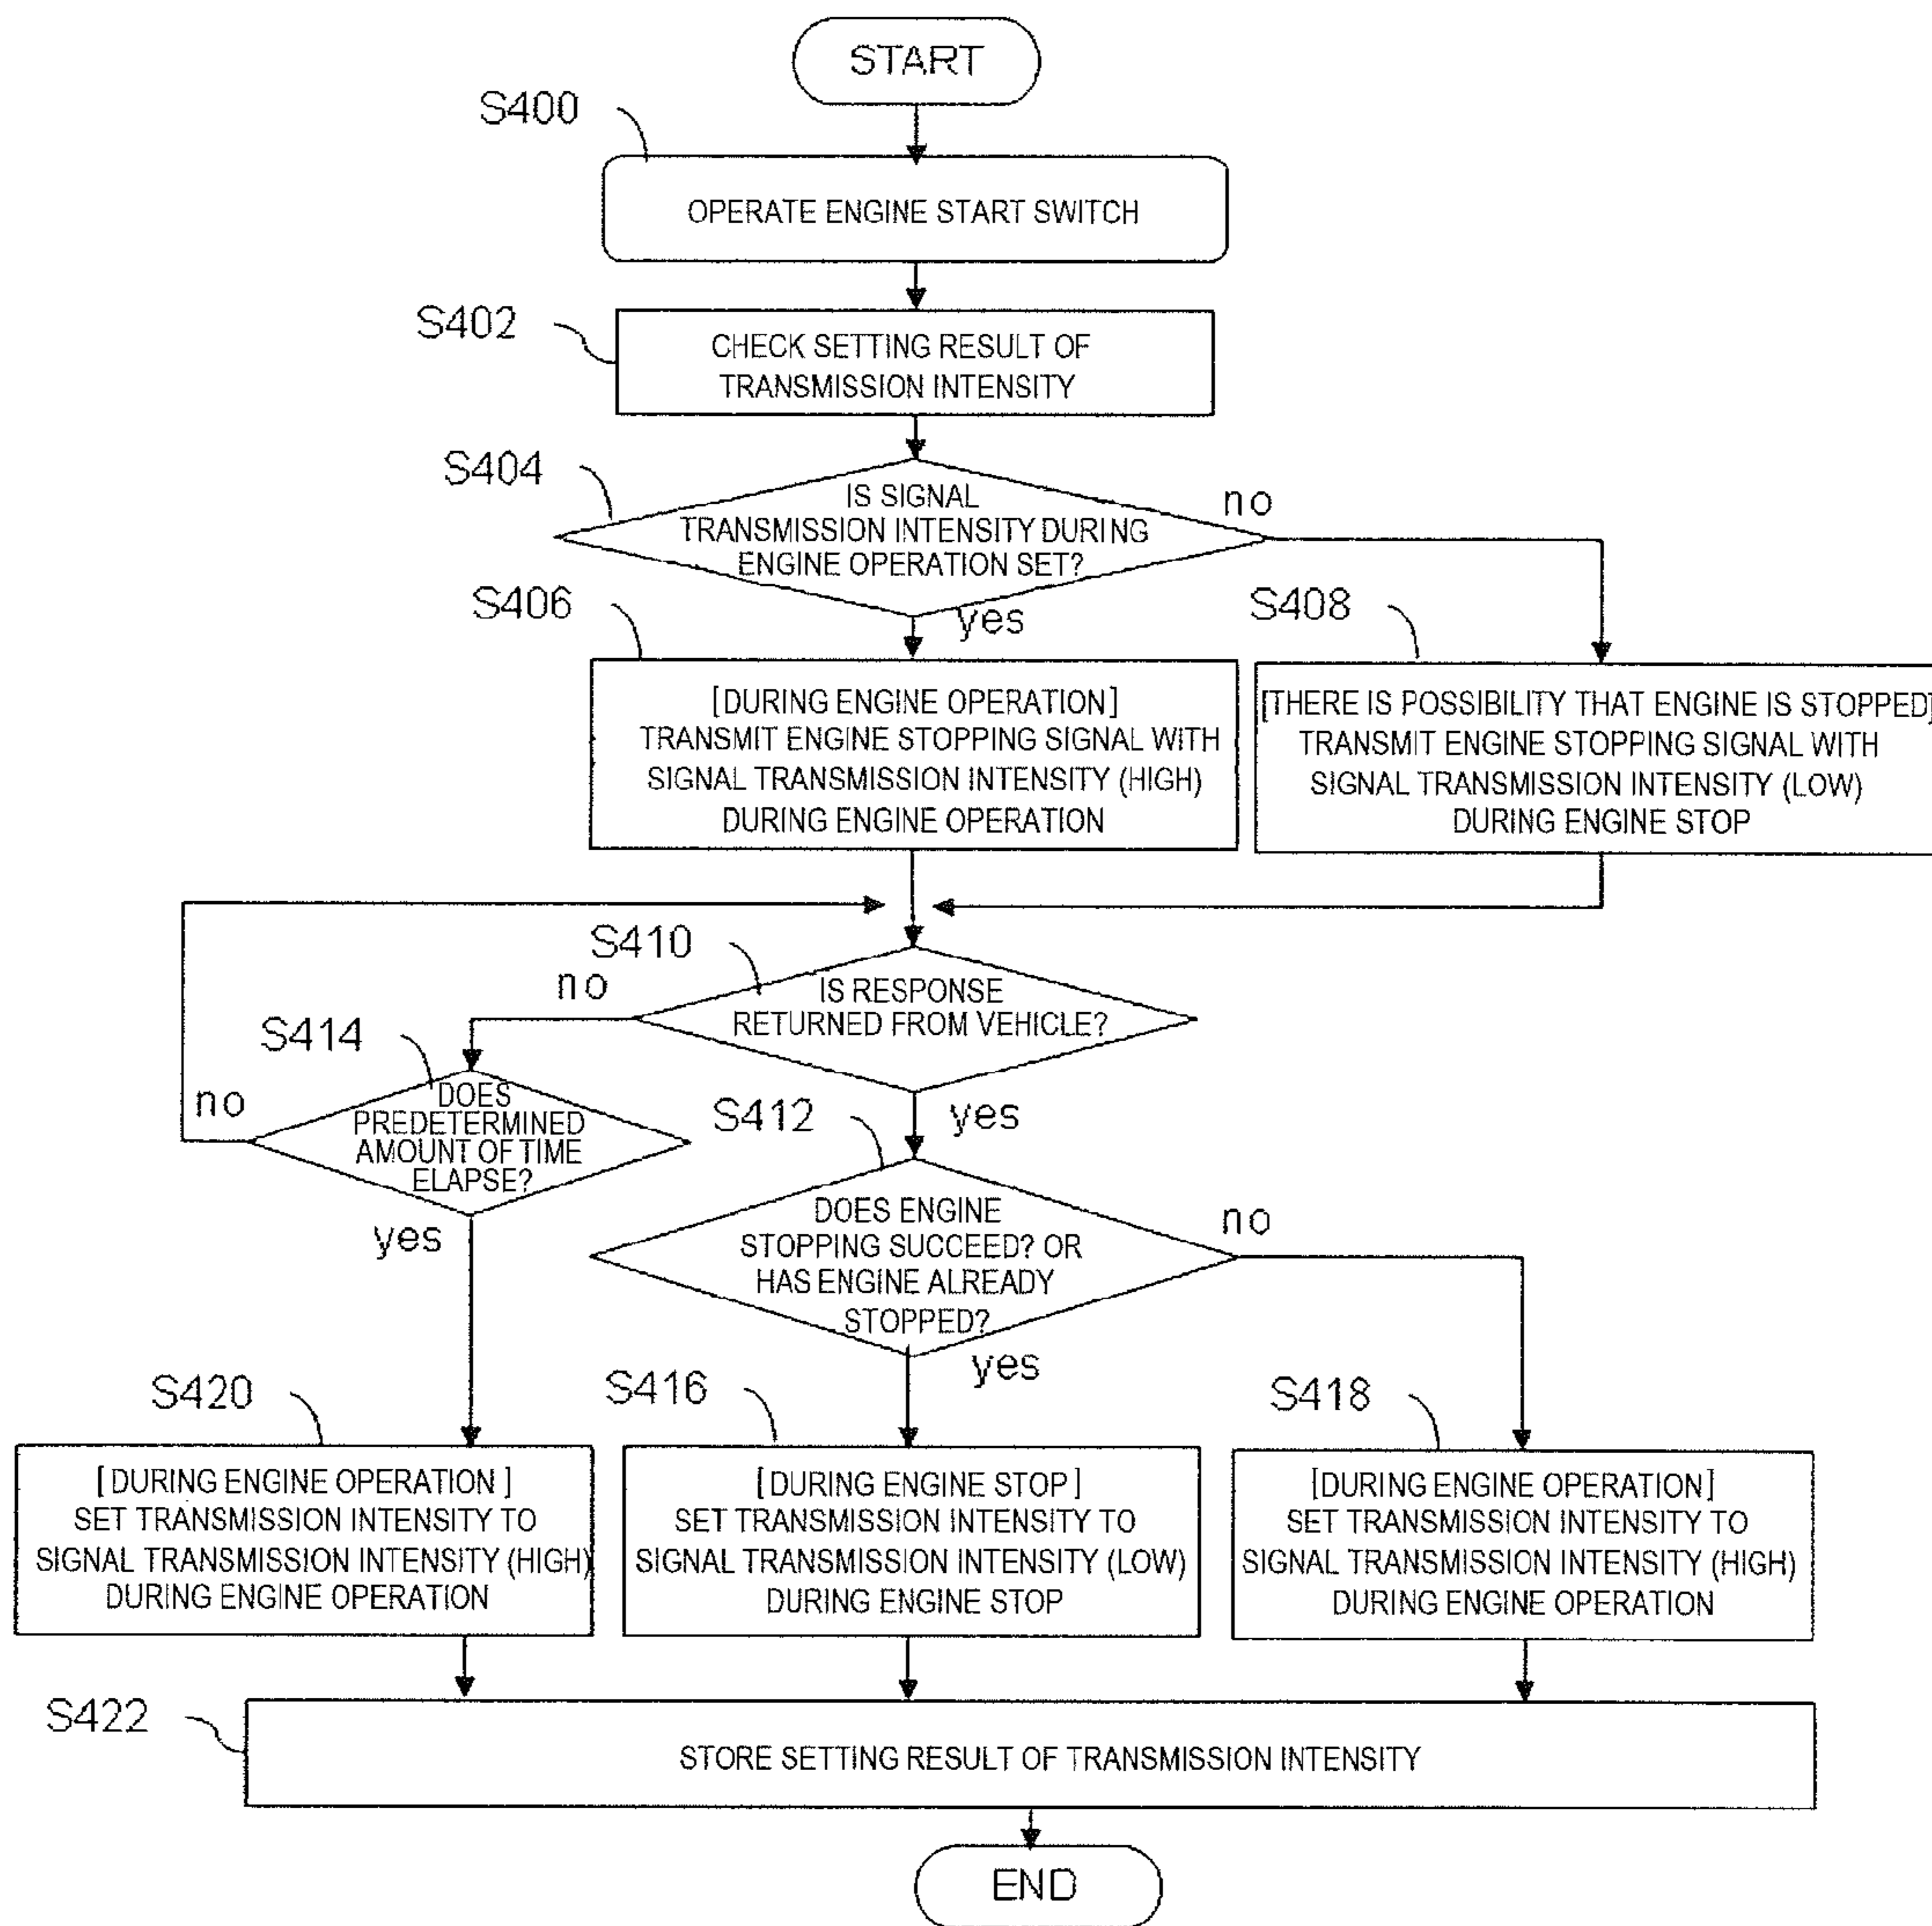 START
S400
OPERATE ENGINE START SWITCH
S402
CHECK SETTING RESULT OF
TRANSMISSION INTENSITY
S404
IS SIGNAL
TRANSMISSION INTENSITY DURING
ENGINE OPERATION SET?
no
yes
S406
[DURING ENGINE OPERATION]
TRANSMIT ENGINE STOPPING SIGNAL WITH
SIGNAL TRANSMISSION INTENSITY (HIGH)
DURING ENGINE OPERATION
S408
[THERE IS POSSIBILITY THAT ENGINE IS STOPPED]
TRANSMIT ENGINE STOPPING SIGNAL WITH
SIGNAL TRANSMISSION INTENSITY (LOW)
DURING ENGINE STOP
S410
IS RESPONSE
RETURNED FROM VEHICLE?
no
yes
S414
DOES
PREDETERMINED
AMOUNT OF TIME
ELAPSE?
no
yes
S412
DOES ENGINE
STOPPING SUCCEED? OR
HAS ENGINE ALREADY
STOPPED?
no
yes
S420
[DURING ENGINE OPERATION]
SET TRANSMISSION INTENSITY TO
SIGNAL TRANSMISSION INTENSITY (HIGH)
DURING ENGINE OPERATION
S416
[DURING ENGINE STOP]
SET TRANSMISSION INTENSITY TO
SIGNAL TRANSMISSION INTENSITY (LOW)
DURING ENGINE STOP
S418
[DURING ENGINE OPERATION]
SET TRANSMISSION INTENSITY TO
SIGNAL TRANSMISSION INTENSITY (HIGH)
DURING ENGINE OPERATION
S422
STORE SETTING RESULT OF TRANSMISSION INTENSITY
END